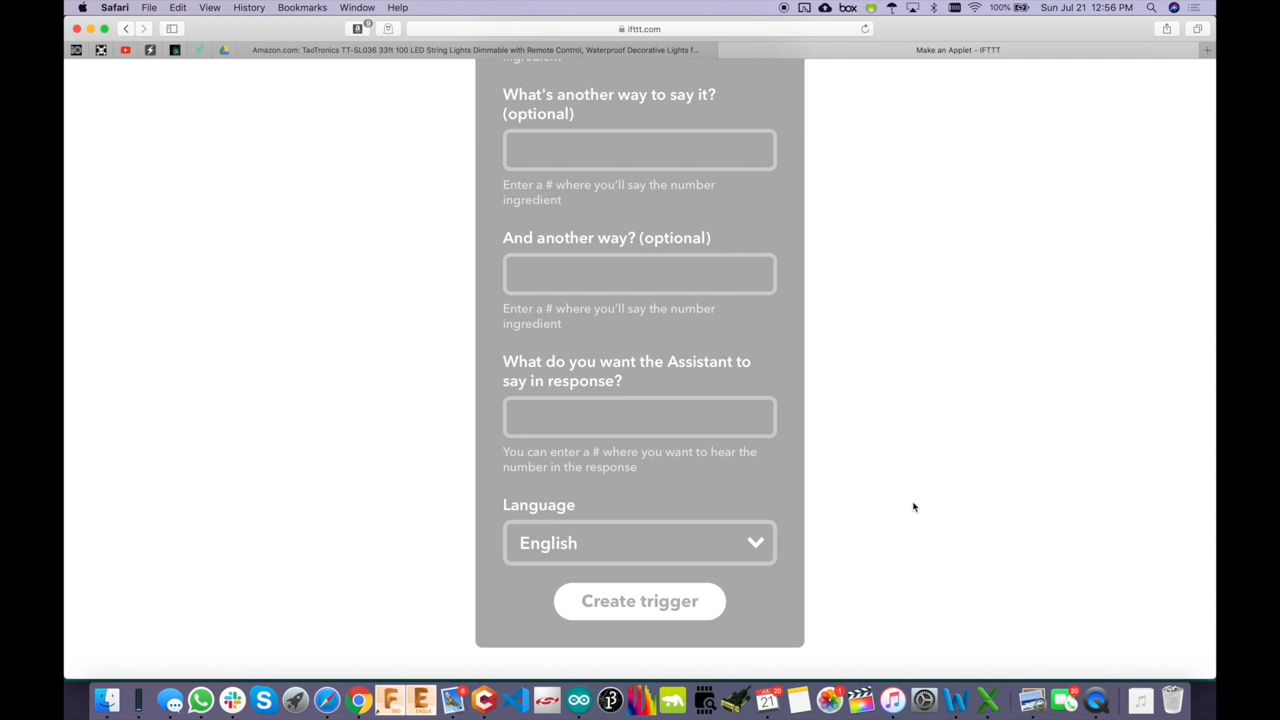 Safari File Edit View History Bookmarks Window Help 100% Sun Jul 21 12:56 PM
9 ifttt.com
Amazon.com: TaoTronics TT-SL036 33ft 100 LED String Lights Dimmable with Remote Control, Waterproof Decorative Lights f... Make an Applet - IFTTT
ingredient
What's another way to say it?
(optional)
Enter a # where you'll say the number
ingredient
And another way? (optional)
Enter a # where you'll say the number
ingredient
What do you want the Assistant to
say in response?
You can enter a # where you want to hear the
number in the response
Language
English
Create trigger